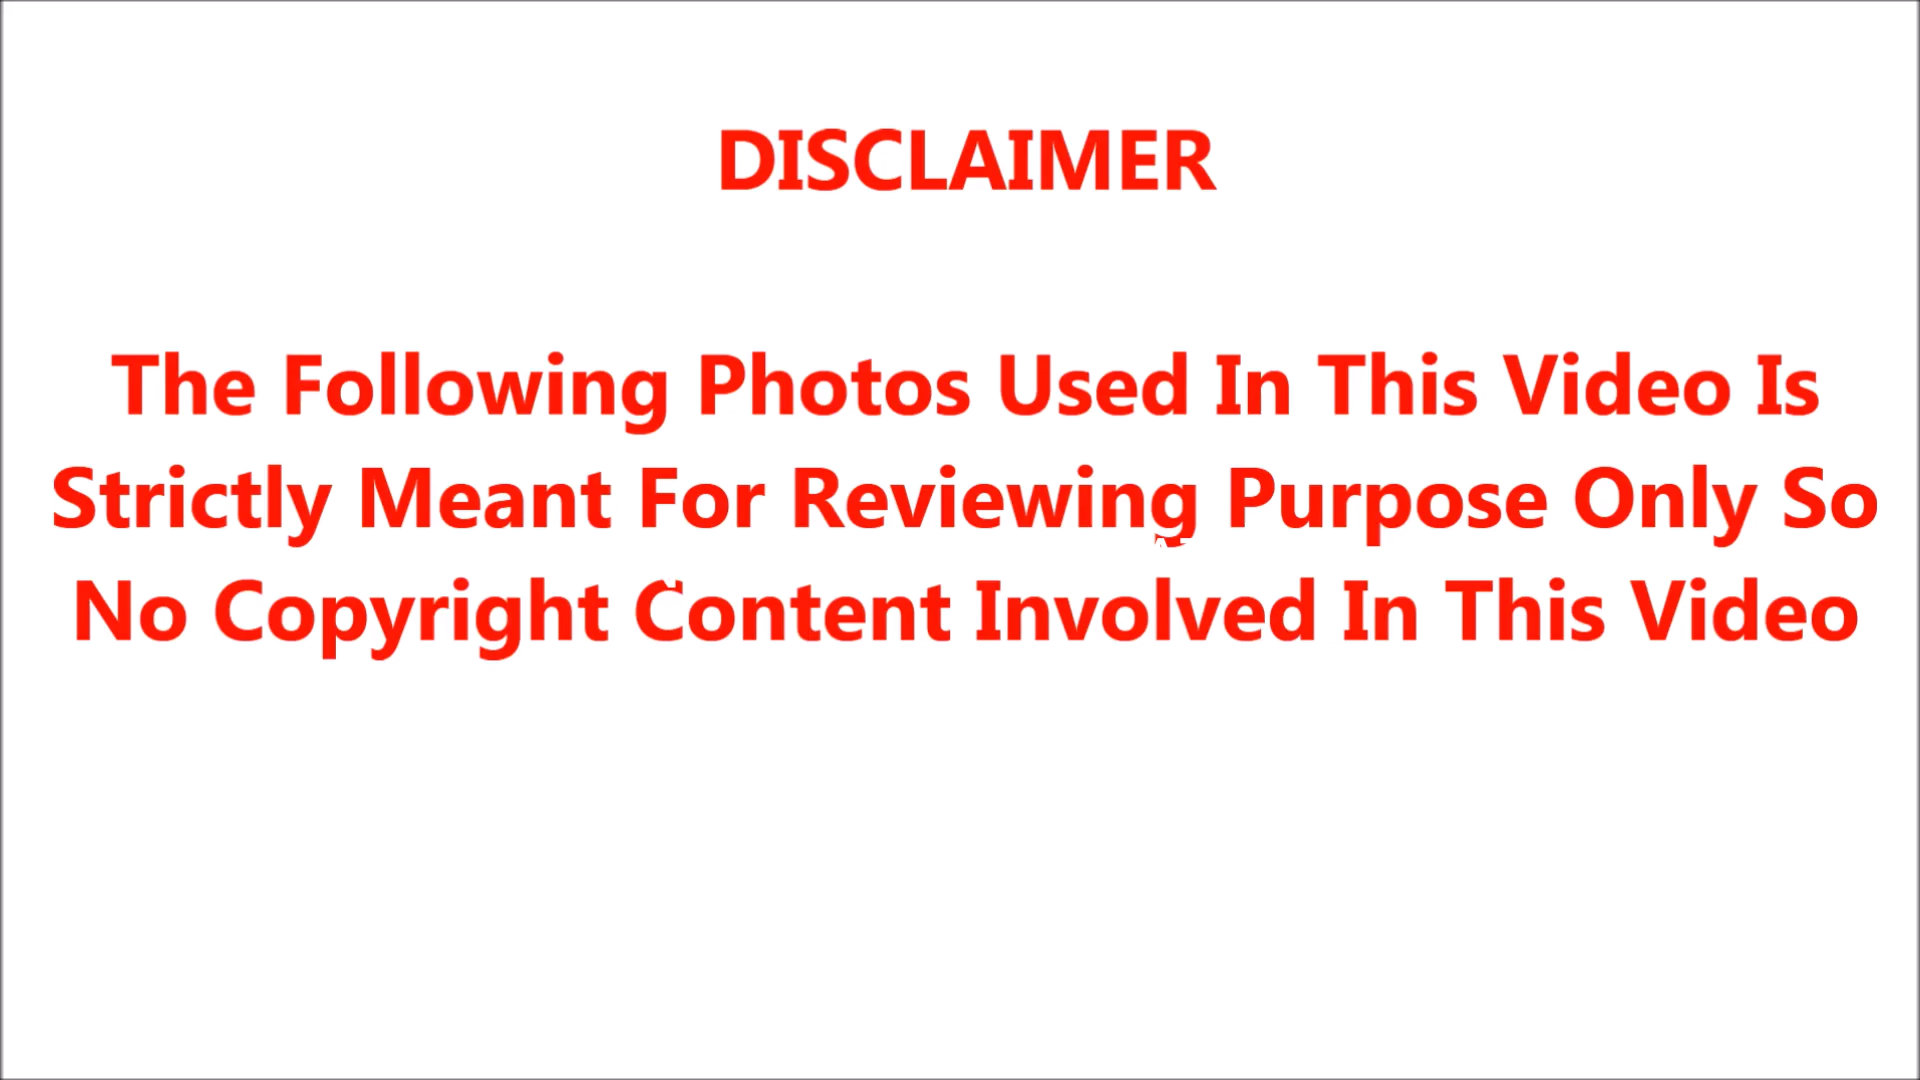 DISCLAIMER
The Following Photos Used In This Video Is
Strictly Meant For Reviewing Purpose Only So
No Copyright Content Involved In This Video